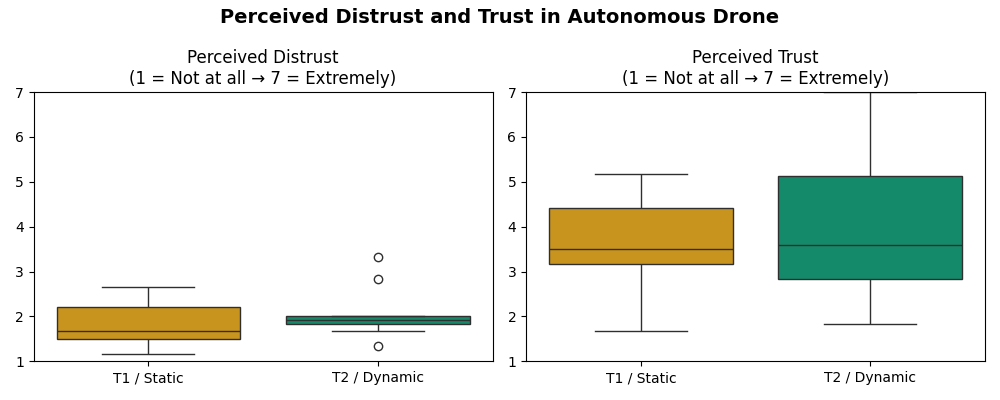 Perceived Distrust and Trust in Autonomous Drone
Perceived Distrust
(1 = Not at all → 7 = Extremely)
7
6
5
4
3
2
1
T1 / Static
T2 / Dynamic
Perceived Trust
(1 = Not at all → 7 = Extremely)
7
6
5
4
3
2
1
T1 / Static
T2 / Dynamic